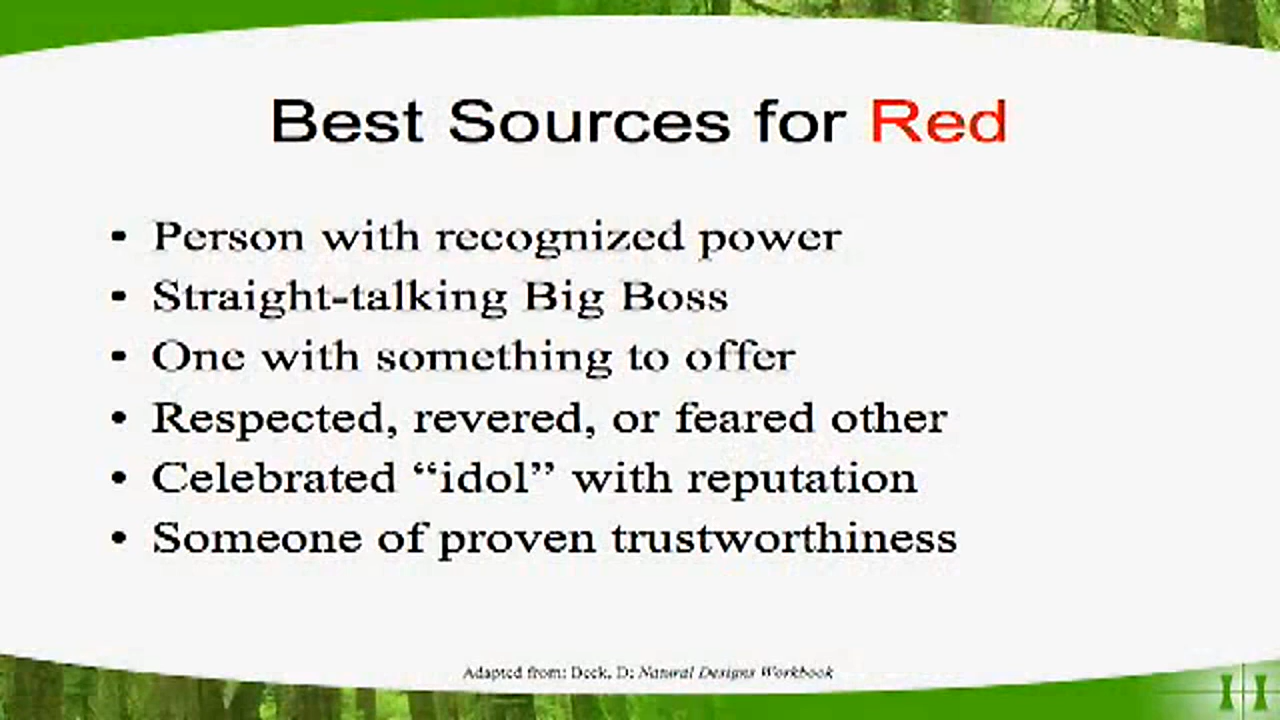 Best Sources for Red
• Person with recognized power
• Straight-talking Big Boss
• One with something to offer
• Respected, revered, or feared other
• Celebrated “idol” with reputation
• Someone of proven trustworthiness
Adapted from: Beck, D: Natural Designs Workbook